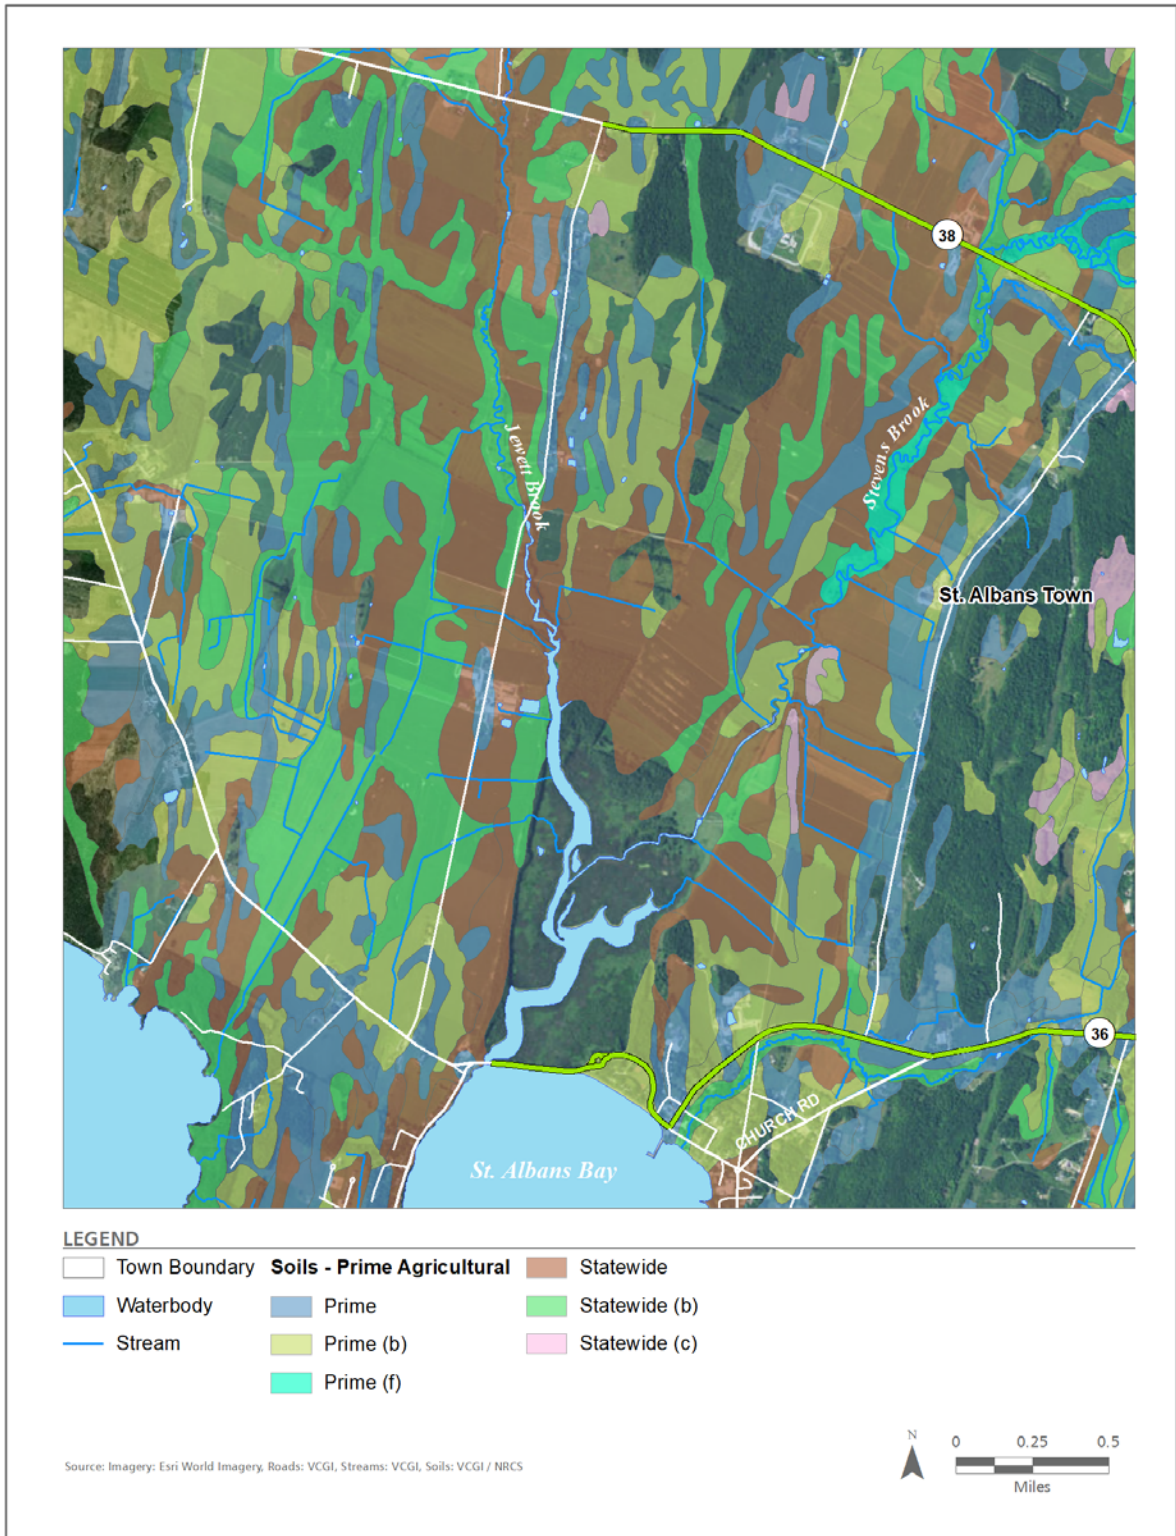 38
Jewett Brook
Stevens Brook
St. Albans Town
36
CHURCH RD
St. Albans Bay
LEGEND
Town Boundary
Waterbody
Stream
Soils - Prime Agricultural
Prime
Prime (b)
Prime (f)
Statewide
Statewide (b)
Statewide (c)
N
0 0.25 0.5
Miles
Source: Imagery: Esri World Imagery, Roads: VCGI, Streams: VCGI, Soils: VCGI / NRCS